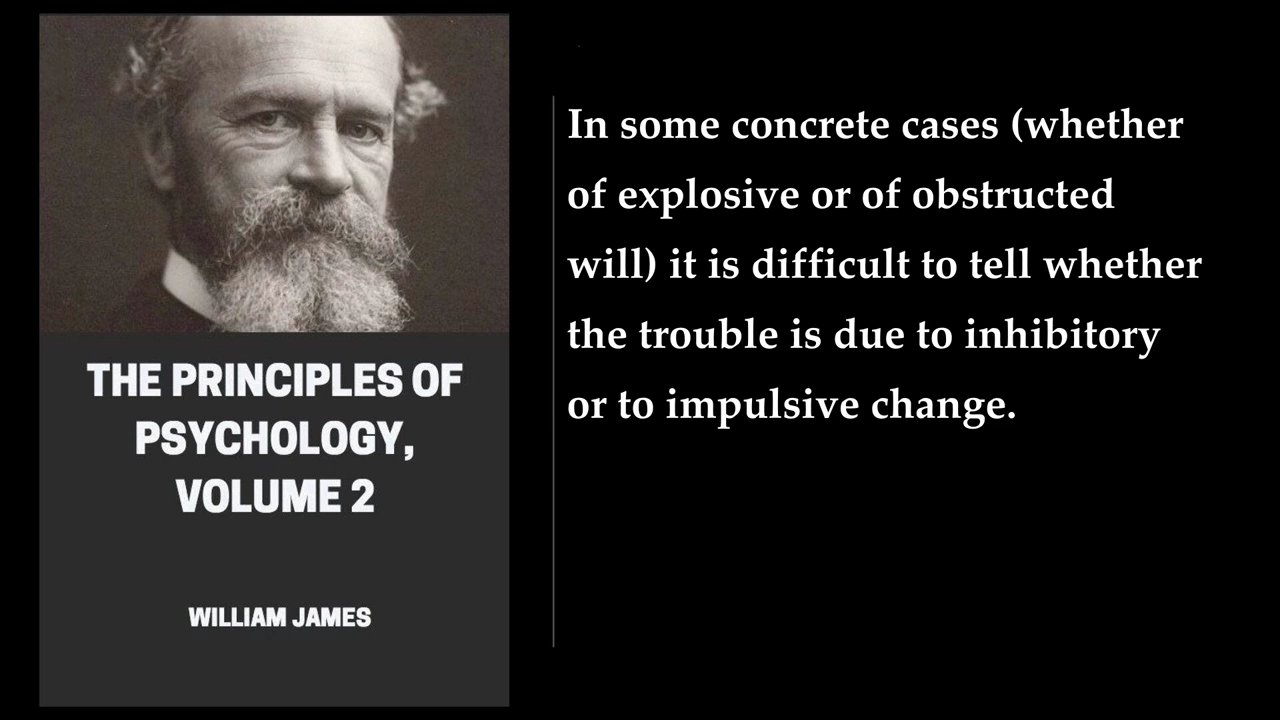 THE PRINCIPLES OF
PSYCHOLOGY,
VOLUME 2
WILLIAM JAMES
In some concrete cases (whether
of explosive or of obstructed
will) it is difficult to tell whether
the trouble is due to inhibitory
or to impulsive change.